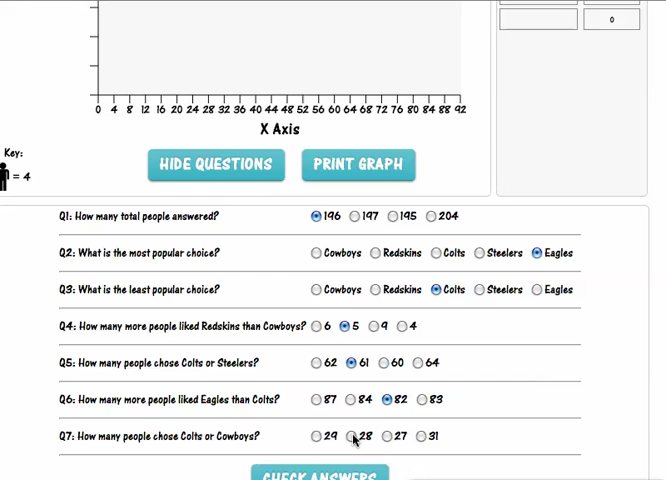 0
0 4 8 12 16 20 24 28 32 36 40 44 48 52 56 60 64 68 72 76 80 84 88 92
X Axis
Key:
= 4
HIDE QUESTIONS PRINT GRAPH
Q1: How many total people answered? 196 197 195 204
Q2: What is the most popular choice? Cowboys Redskins Colts Steelers Eagles
Q3: What is the least popular choice? Cowboys Redskins Colts Steelers Eagles
Q4: How many more people liked Redskins than Cowboys? 6 5 9 4
Q5: How many people chose Colts or Steelers? 62 61 60 64
Q6: How many more people liked Eagles than Colts? 87 84 82 83
Q7: How many people chose Colts or Cowboys? 29 28 27 31
CHECK ANSWERS